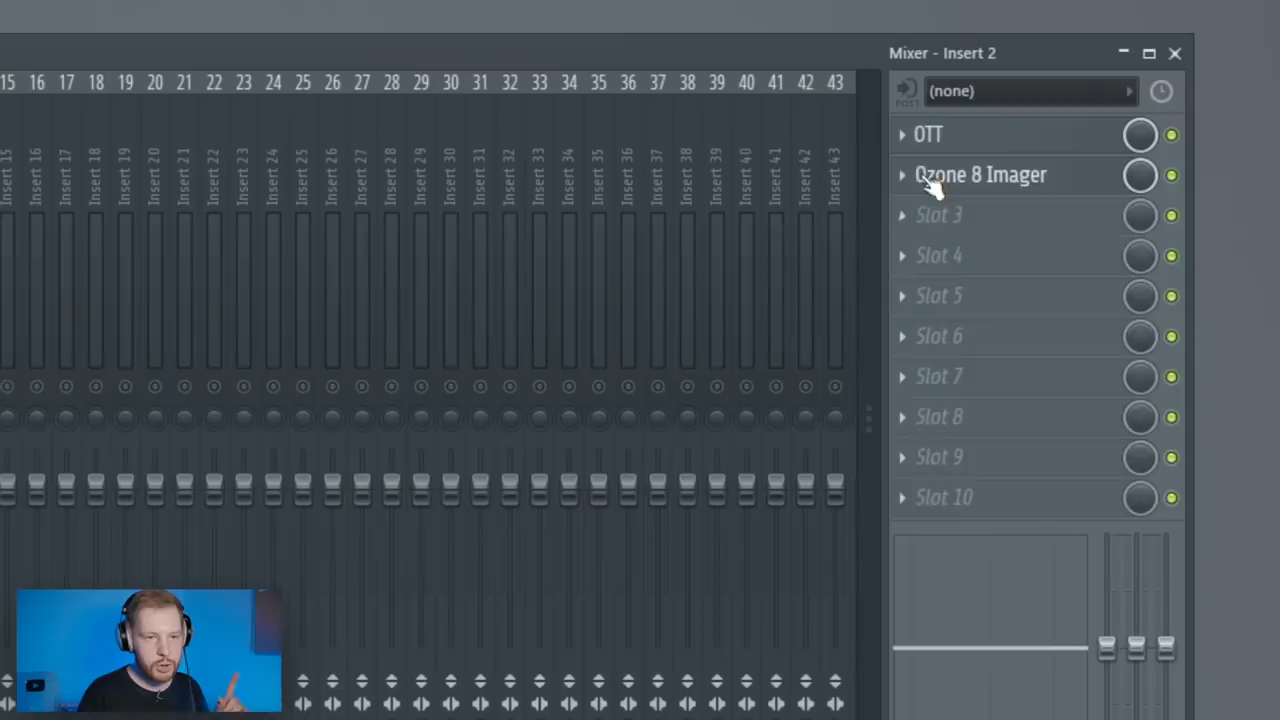 Mixer - Insert 2
15 16 17 18 19 20 21 22 23 24 25 26 27 28 29 30 31 32 33 34 35 36 37 38 39 40 41 42 43
POST
(none)
Insert 15
Insert 16
Insert 17
Insert 18
Insert 19
Insert 20
Insert 21
Insert 22
Insert 23
Insert 24
Insert 25
Insert 26
Insert 27
Insert 28
Insert 29
Insert 30
Insert 31
Insert 32
Insert 33
Insert 34
Insert 35
Insert 36
Insert 37
Insert 38
Insert 39
Insert 40
Insert 41
Insert 42
Insert 43
OTT
Ozone 8 Imager
Slot 3
Slot 4
Slot 5
Slot 6
Slot 7
Slot 8
Slot 9
Slot 10